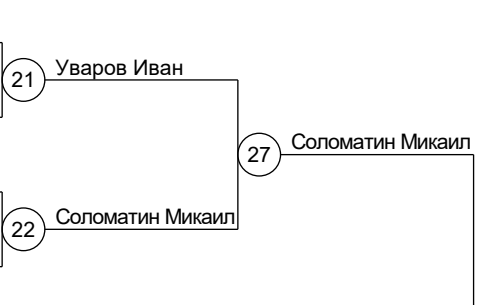 21 Уваров Иван
27 Соломатин Микаил
22 Соломатин Микаил